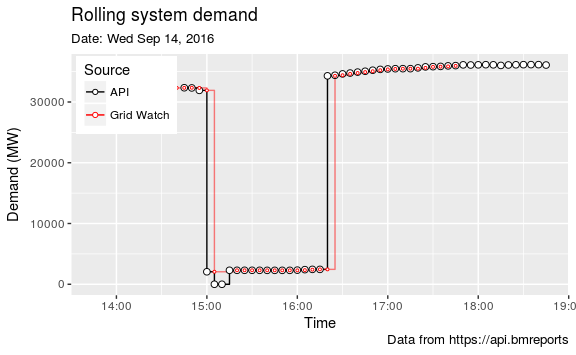 Rolling system demand
Date: Wed Sep 14, 2016
Source
API
Grid Watch
Demand (MW)
30000
20000
10000
0
14:00
15:00
16:00
17:00
18:00
19:00
Time
Data from https://api.bmreports